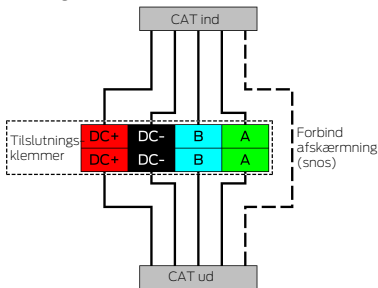 CAT ind
Tilslutnings-
klemmer
DC+ DC- B A
DC+ DC- B A
Forbind
afskærmning
(snos)
CAT ud